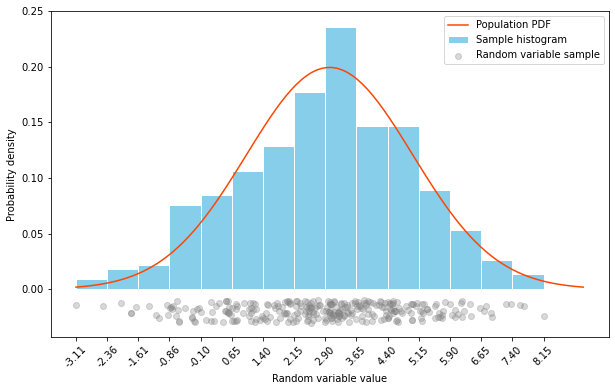 Population PDF
Sample histogram
Random variable sample
Probability density
0.25
0.20
0.15
0.10
0.05
0.00
-3.11 -2.36 -1.61 -0.86 -0.10 0.65 1.40 2.15 2.90 3.65 4.40 5.15 5.90 6.65 7.40 8.15
Random variable value